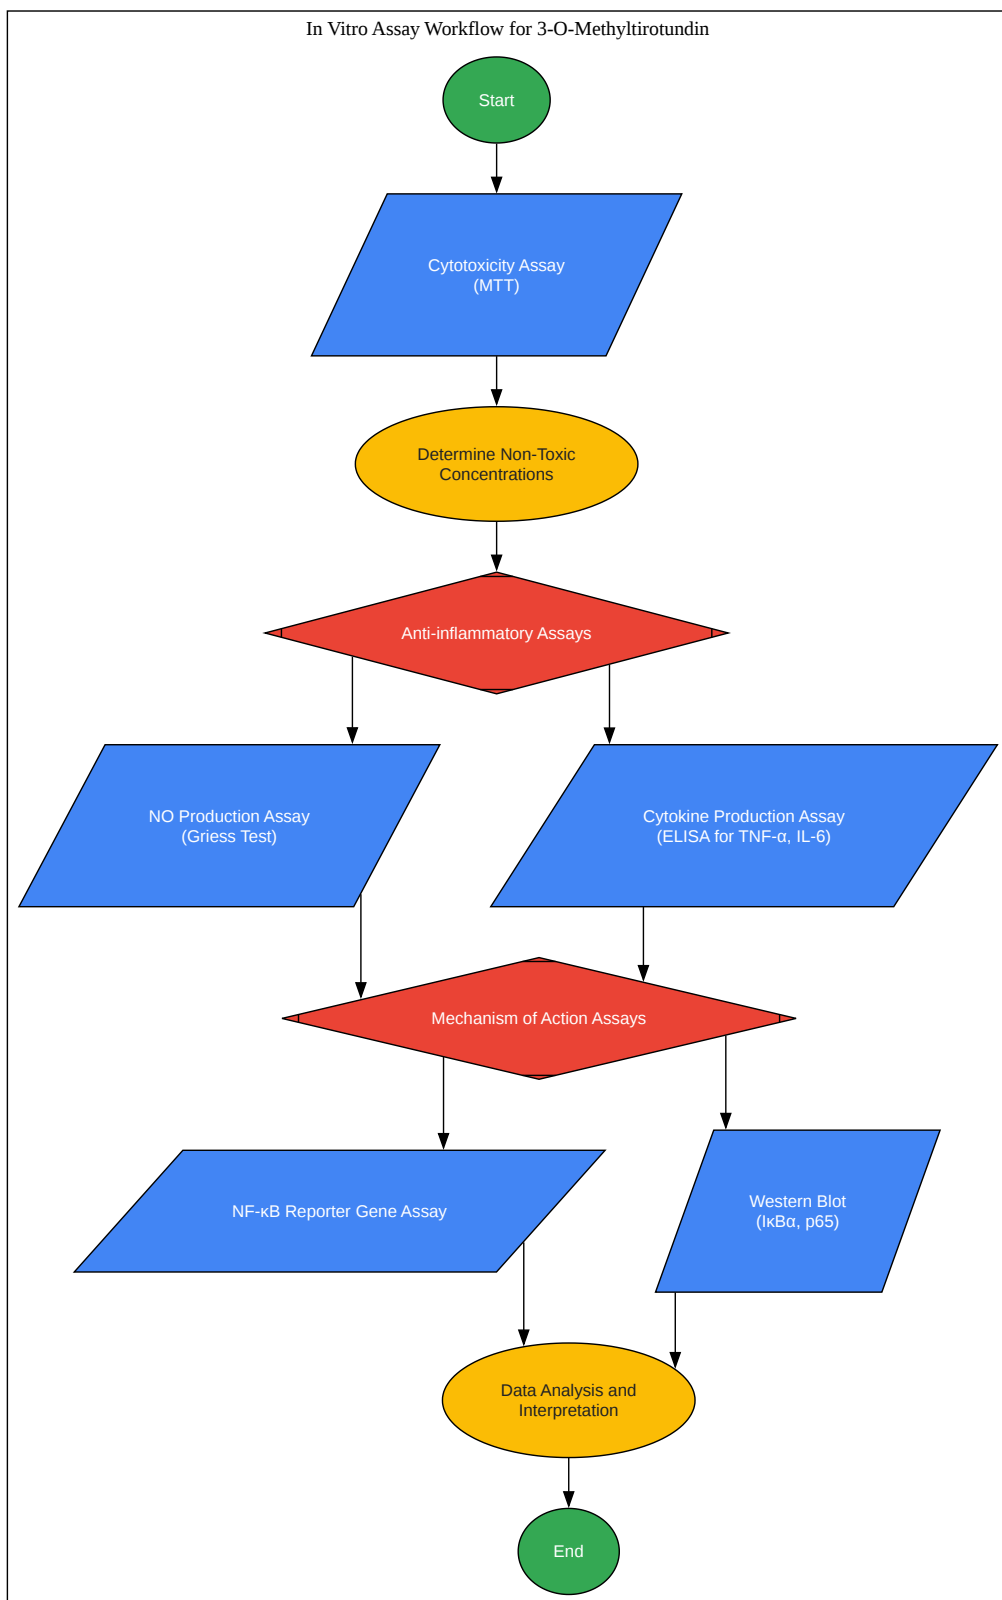 In Vitro Assay Workflow for 3-O-Methyltirotundin
Start
Cytotoxicity Assay
(MTT)
Determine Non-Toxic
Concentrations
Anti-inflammatory Assays
NO Production Assay
(Griess Test)
Cytokine Production Assay
(ELISA for TNF-α, IL-6)
Mechanism of Action Assays
NF-κB Reporter Gene Assay
Western Blot
(IκBα, p65)
Data Analysis and
Interpretation
End